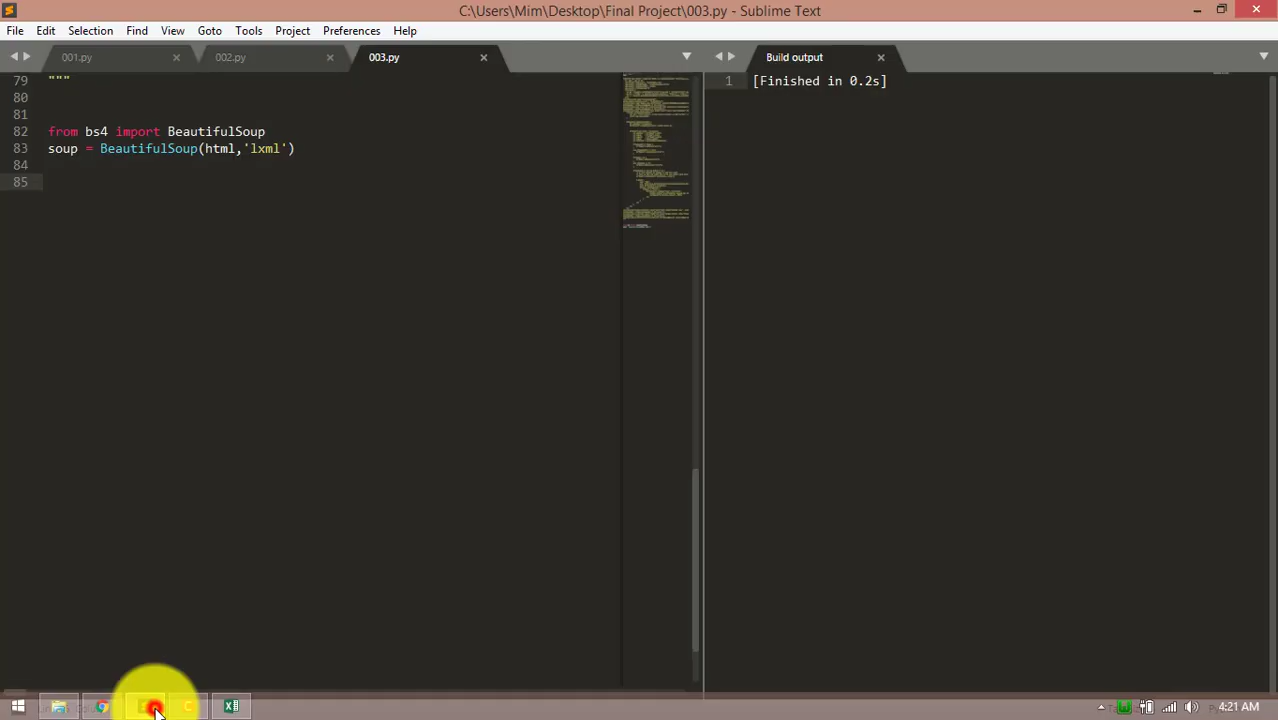 C:\Users\Mim\Desktop\Final Project\003.py - Sublime Text
File Edit Selection Find View Goto Tools Project Preferences Help
001.py 002.py 003.py Build output
79 """
80
81
82 from bs4 import BeautifulSoup
83 soup = BeautifulSoup(html,'lxml')
84
85
1 [Finished in 0.2s]
4:21 AM